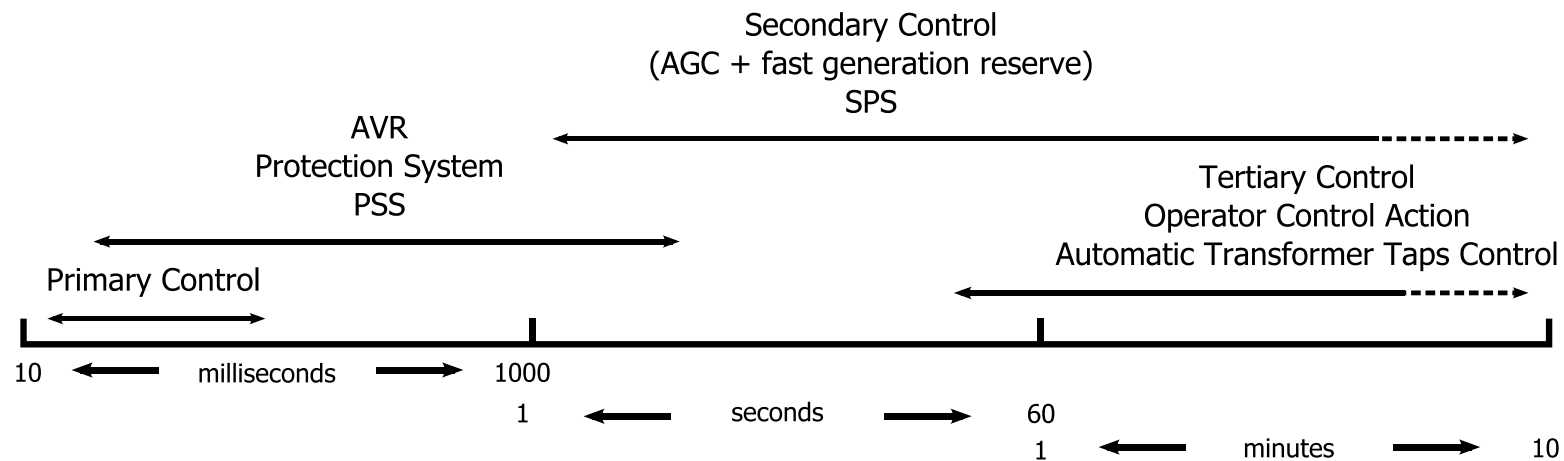 Secondary Control
(AGC + fast generation reserve)
SPS
AVR
Protection System
PSS
Tertiary Control
Operator Control Action
Automatic Transformer Taps Control
Primary Control
10 milliseconds 1000
1 seconds 60
1 minutes 10